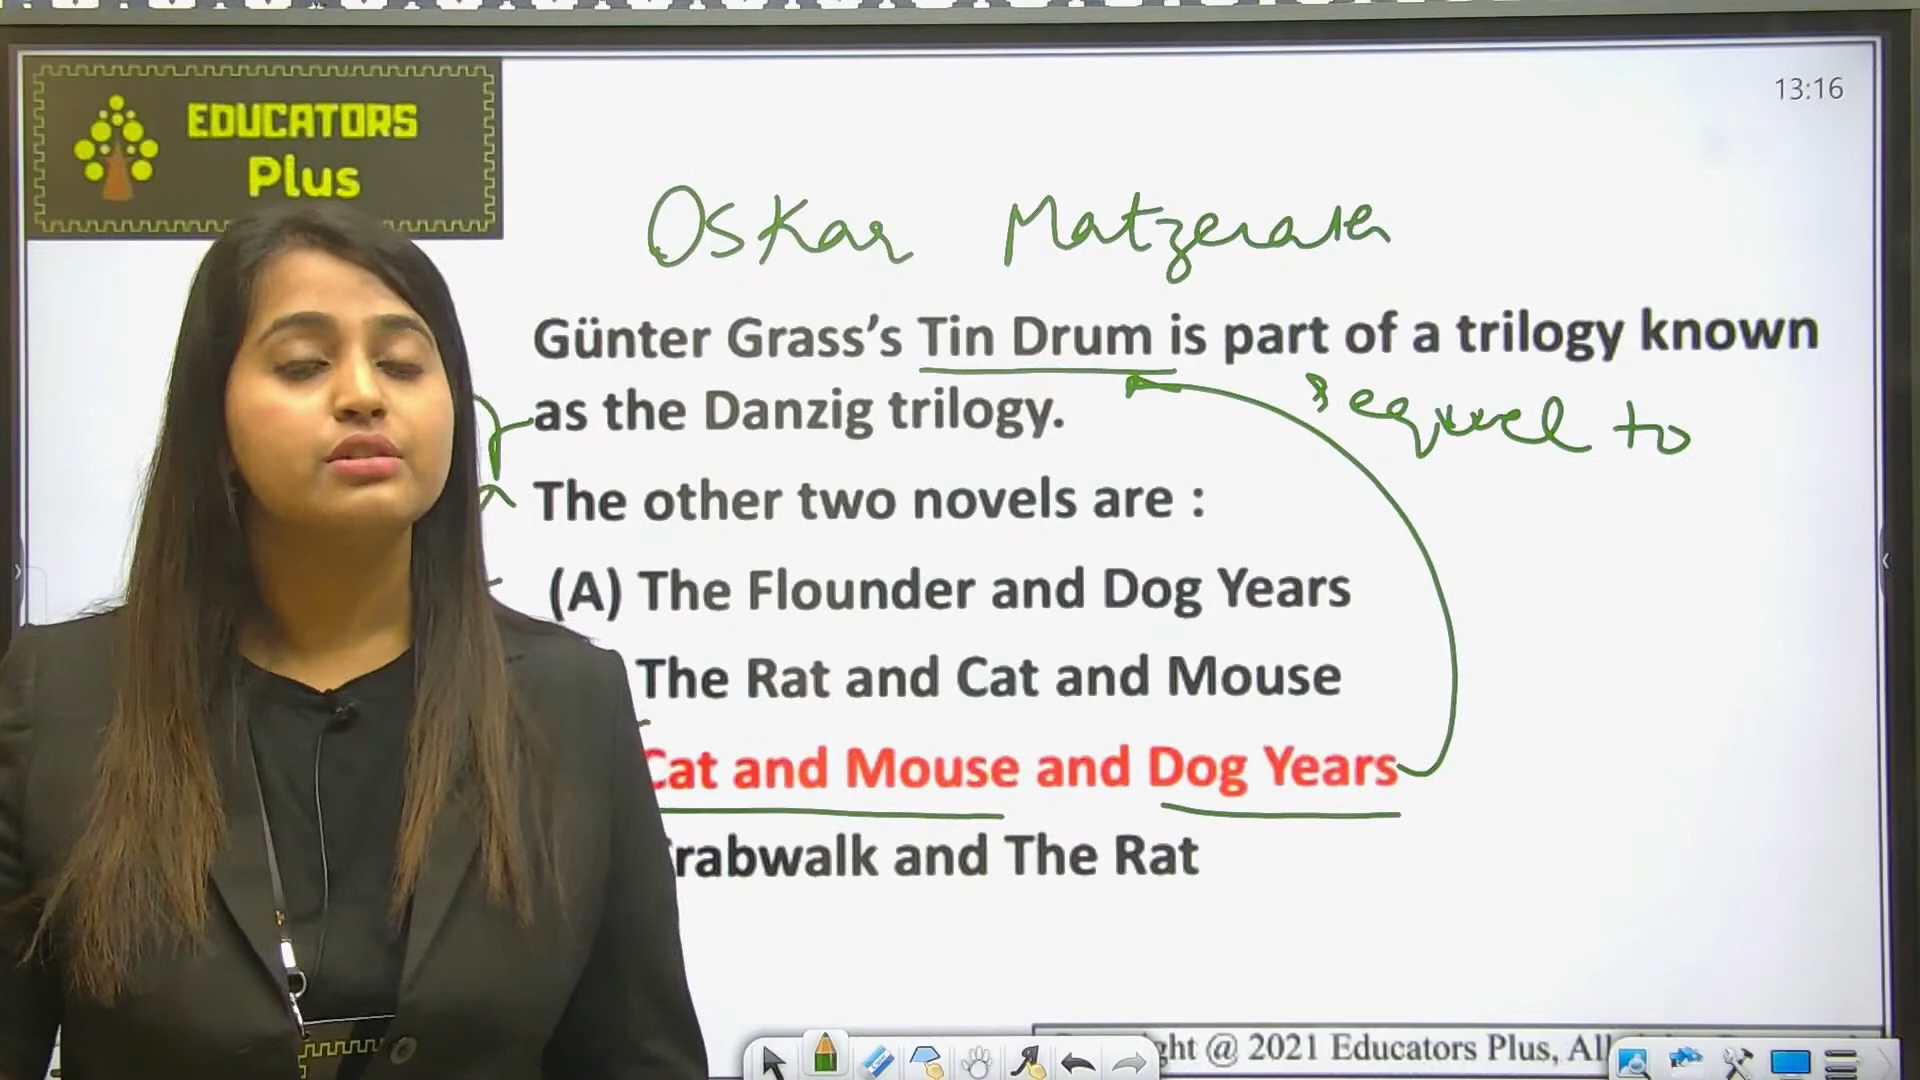 EDUCATORS
Plus
13:16
Oskar Matzerath
Günter Grass's Tin Drum is part of a trilogy known
sequel to
as the Danzig trilogy.
The other two novels are :
(A) The Flounder and Dog Years
The Rat and Cat and Mouse
Cat and Mouse and Dog Years
rabwalk and The Rat
ght @ 2021 Educators Plus, All